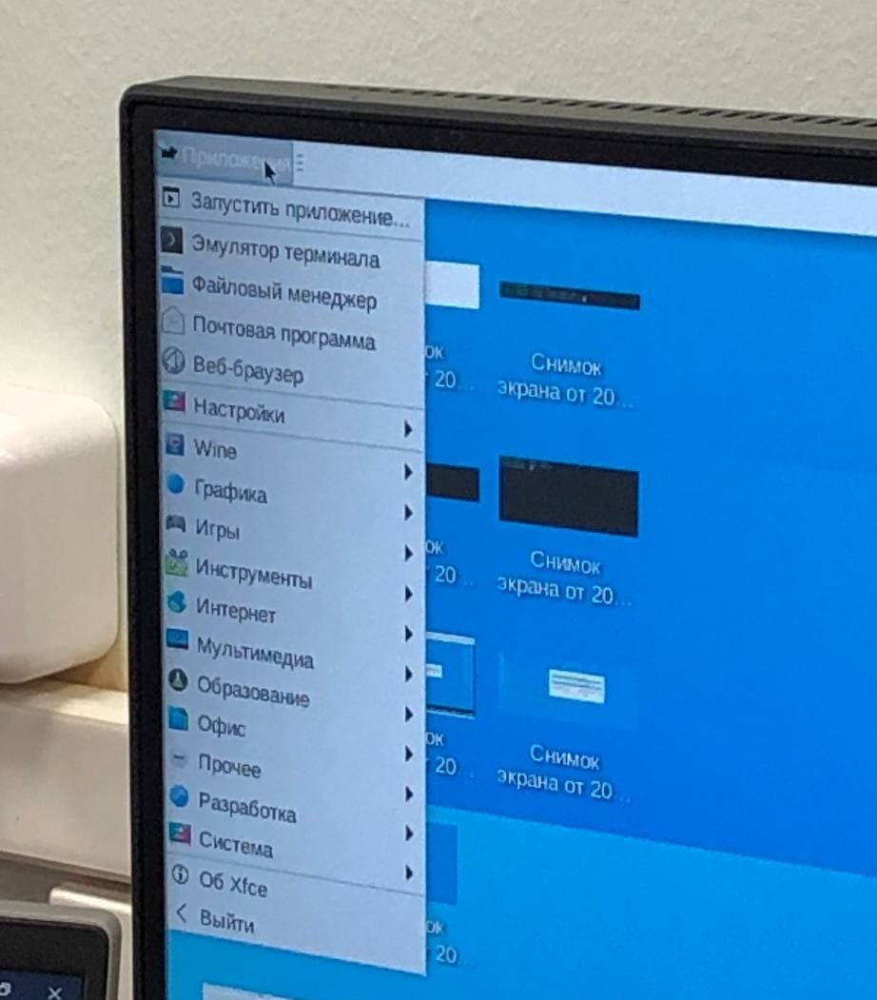 Приложения
Запустить приложение...
Эмулятор терминала
Файловый менеджер
Почтовая программа
Веб-браузер
Настройки
Wine
Графика
Игры
Инструменты
Интернет
Мультимедиа
Образование
Офис
Прочее
Разработка
Система
Об Xfce
Выйти
ок
20...
Снимок
экрана от 20...
ок
20...
Снимок
экрана от 20...
ок
20...
Снимок
экрана от 20...
ок
20...